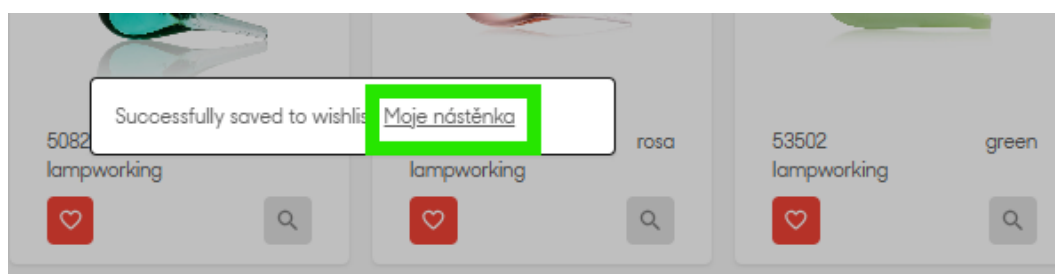 Successfully saved to wishlis Moje nástěnka
5082 rosa 53502 green
lampworking lampworking lampworking